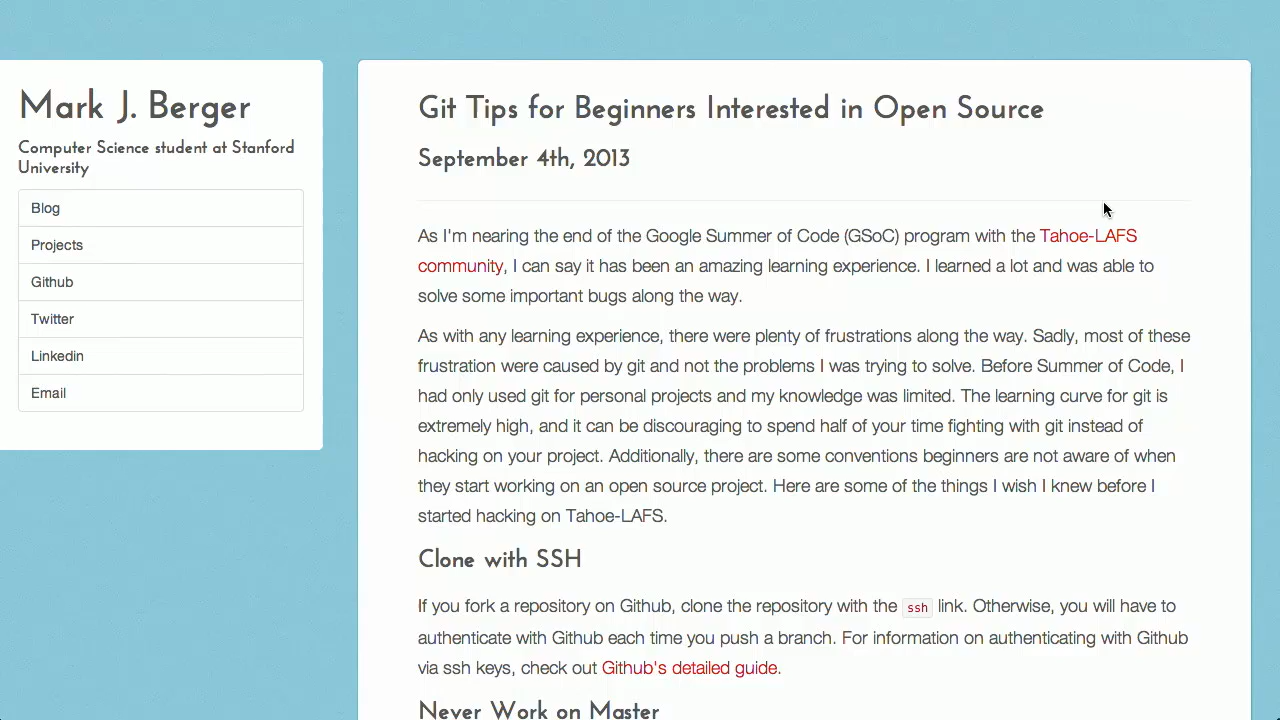 Mark J. Berger
Computer Science student at Stanford
University
Blog
Projects
Github
Twitter
Linkedin
Email
Git Tips for Beginners Interested in Open Source
September 4th, 2013
As I'm nearing the end of the Google Summer of Code (GSoC) program with the Tahoe-LAFS
community, I can say it has been an amazing learning experience. I learned a lot and was able to
solve some important bugs along the way.
As with any learning experience, there were plenty of frustrations along the way. Sadly, most of these
frustration were caused by git and not the problems I was trying to solve. Before Summer of Code, I
had only used git for personal projects and my knowledge was limited. The learning curve for git is
extremely high, and it can be discouraging to spend half of your time fighting with git instead of
hacking on your project. Additionally, there are some conventions beginners are not aware of when
they start working on an open source project. Here are some of the things I wish I knew before I
started hacking on Tahoe-LAFS.
Clone with SSH
If you fork a repository on Github, clone the repository with the ssh link. Otherwise, you will have to
authenticate with Github each time you push a branch. For information on authenticating with Github
via ssh keys, check out Github's detailed guide.
Never Work on Master